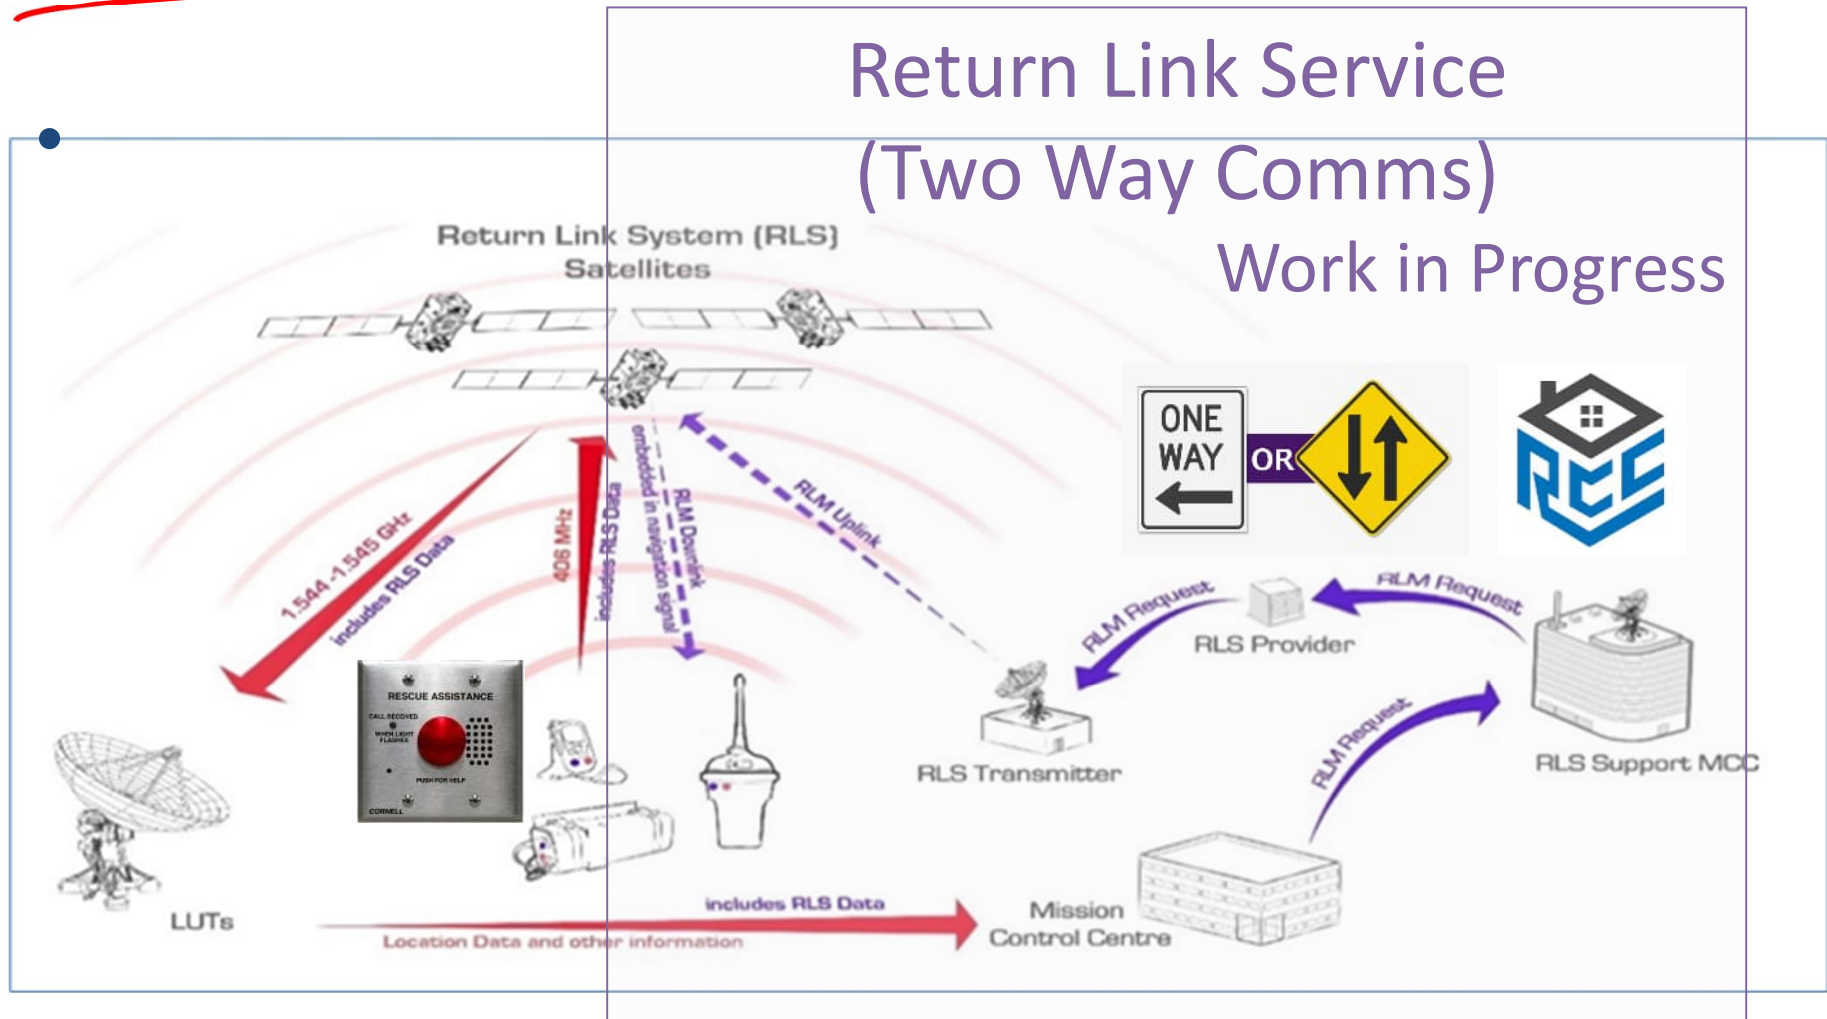 Return Link Service
(Two Way Comms)
Work in Progress
Return Link System (RLS)
Satellites
ONE
WAY
OR
RCC
1.544 -1.545 GHz
includes RLS Data
406 MHz
includes RLS Data
RLM Downlink
embedded in navigation signal
RLM Uplink
RLM Request
RLM Request
RLS Provider
RLM Request
RLS Support MCC
RLS Transmitter
RESCUE ASSISTANCE
CALL RECEIVED
WHEN LIGHT
FLASHES
PUSH FOR HELP
CORNELL
LUTs
includes RLS Data
Location Data and other information
Mission
Control Centre